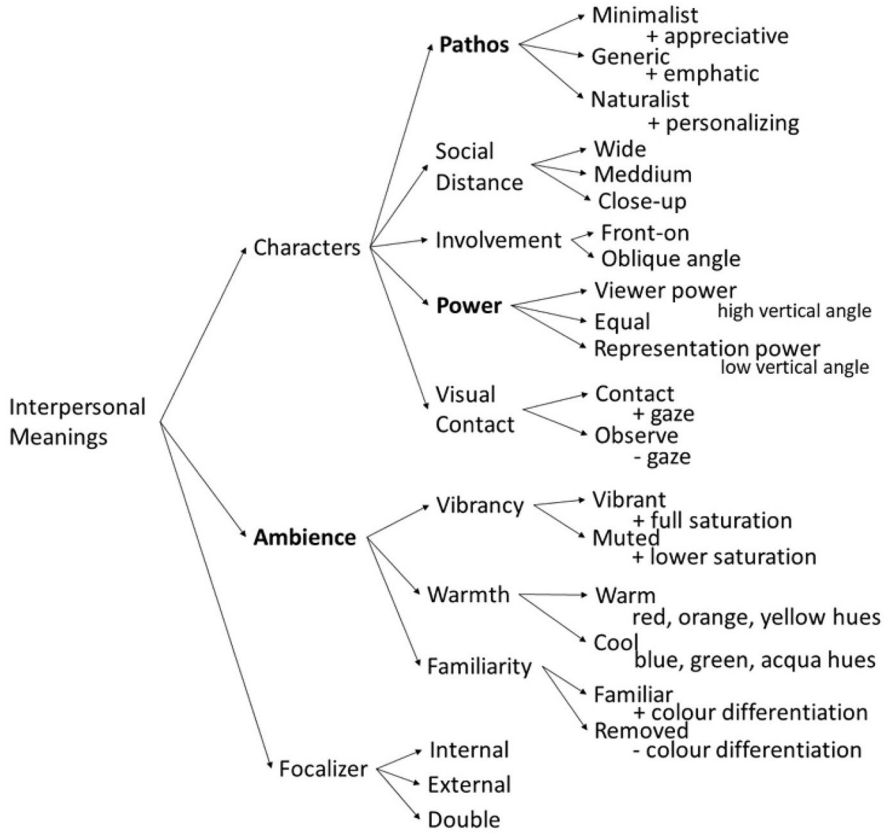 Interpersonal
Meanings
Characters
Pathos
Minimalist
+ appreciative
Generic
+ emphatic
Naturalist
+ personalizing
Social
Distance
Wide
Meddium
Close-up
Involvement
Front-on
Oblique angle
Power
Viewer power
high vertical angle
Equal
Representation power
low vertical angle
Visual
Contact
Contact
+ gaze
Observe
- gaze
Ambience
Vibrancy
Vibrant
+ full saturation
Muted
+ lower saturation
Warmth
Warm
red, orange, yellow hues
Cool
blue, green, acqua hues
Familiarity
Familiar
+ colour differentiation
Removed
- colour differentiation
Focalizer
Internal
External
Double